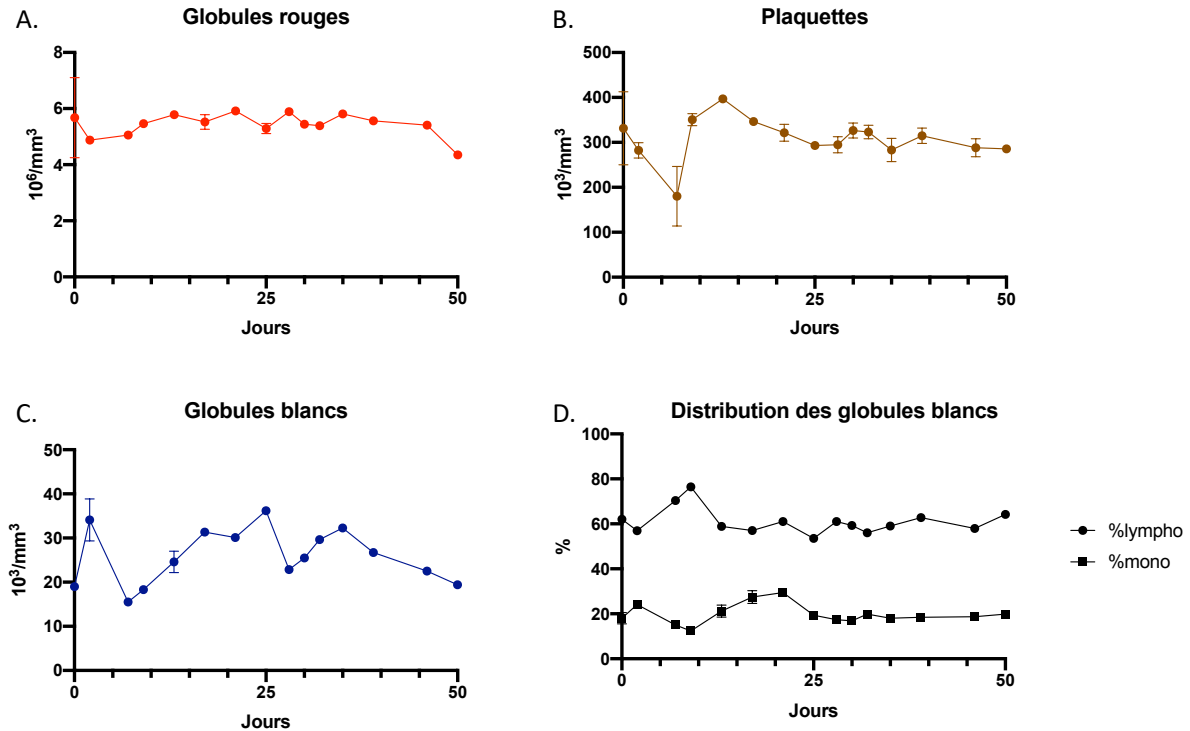 A.
Globules rouges
10⁶/mm³
8
6
4
2
0
0
25
50
Jours
B.
Plaquettes
10³/mm³
500
400
300
200
100
0
0
25
50
Jours
C.
Globules blancs
10³/mm³
50
40
30
20
10
0
0
25
50
Jours
D.
Distribution des globules blancs
%
100
80
60
40
20
0
0
25
50
Jours
%lympho
%mono